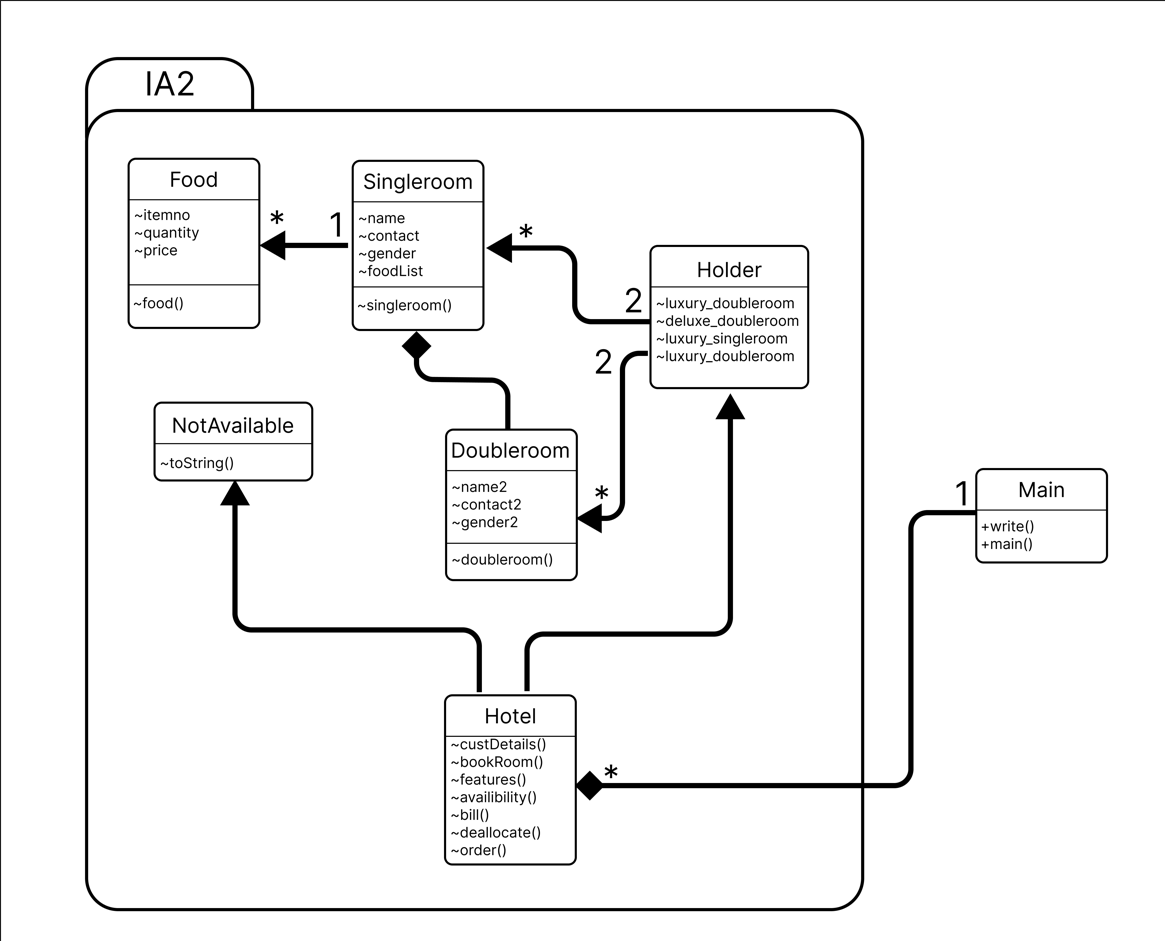 IA2
Food
~itemno
~quantity
~price
~food()
*
1
Singleroom
~name
~contact
~gender
~foodList
~singleroom()
*
2
Holder
~luxury_doubleroom
~deluxe_doubleroom
~luxury_singleroom
~luxury_doubleroom
2
*
NotAvailable
~toString()
Doubleroom
~name2
~contact2
~gender2
~doubleroom()
1
Main
+write()
+main()
Hotel
~custDetails()
~bookRoom()
~features()
~availibility()
~bill()
~deallocate()
~order()
*